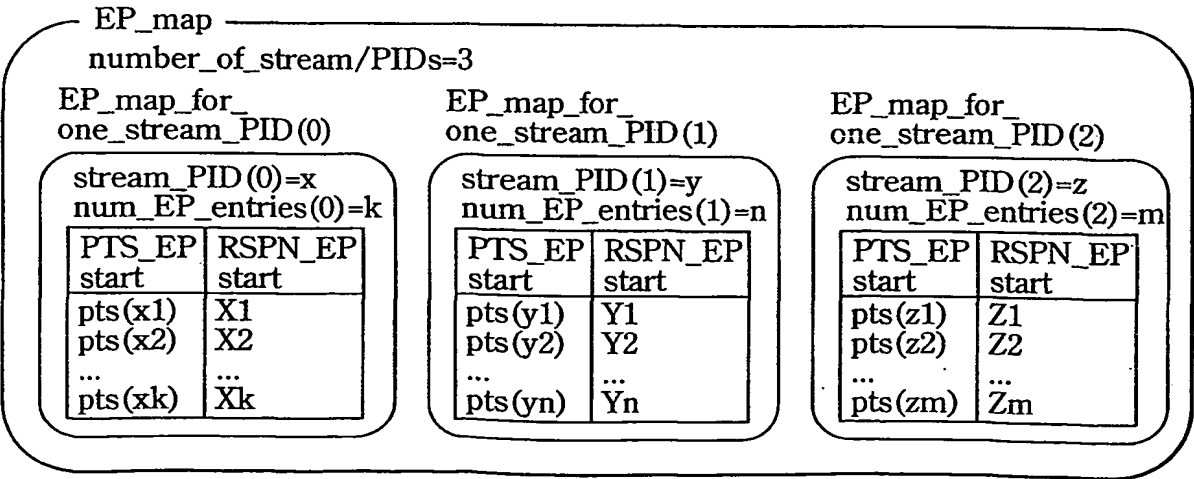 EP_map
number_of_stream/PIDs=3
EP_map_for_
one_stream_PID(0)
stream_PID(0)=x
num_EP_entries(0)=k
PTS_EP RSPN_EP
start start
pts(x1) X1
pts(x2) X2
... ...
pts(xk) Xk
EP_map_for_
one_stream_PID(1)
stream_PID(1)=y
num_EP_entries(1)=n
PTS_EP RSPN_EP
start start
pts(y1) Y1
pts(y2) Y2
... ...
pts(yn) Yn
EP_map_for_
one_stream_PID(2)
stream_PID(2)=z
num_EP_entries(2)=m
PTS_EP RSPN_EP
start start
pts(z1) Z1
pts(z2) Z2
... ...
pts(zm) Zm